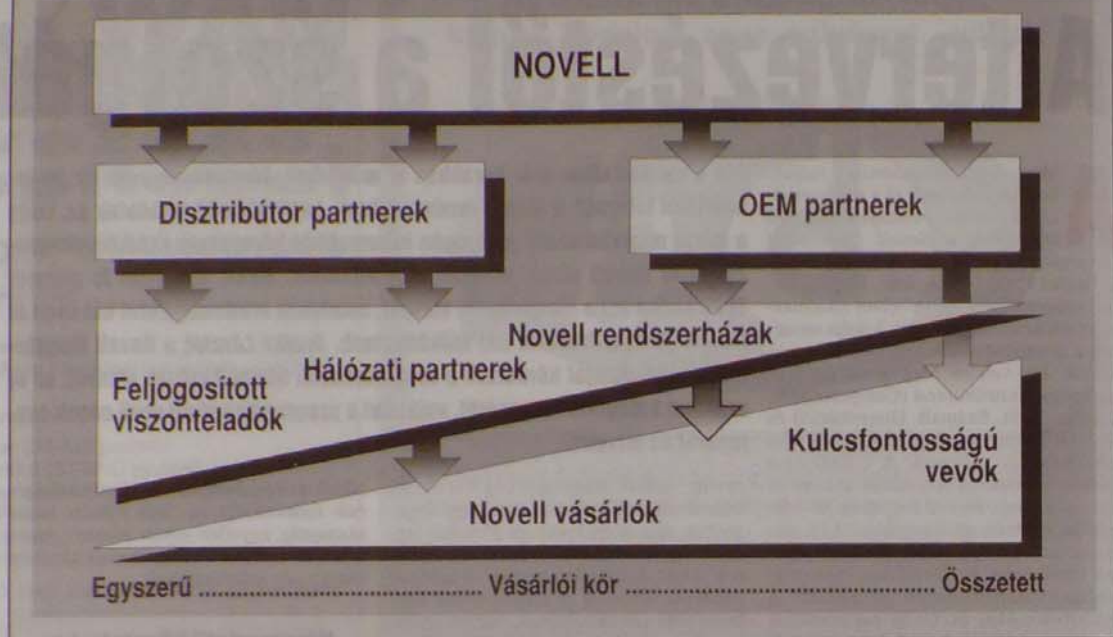 NOVELL
Disztribútor partnerek
OEM partnerek
Novell rendszerházak
Hálózati partnerek
Feljogosított
viszonteladók
Kulcsfontosságú
vevők
Novell vásárlók
Egyszerű ........................................... Vásárlói kör ................................................ Összetett